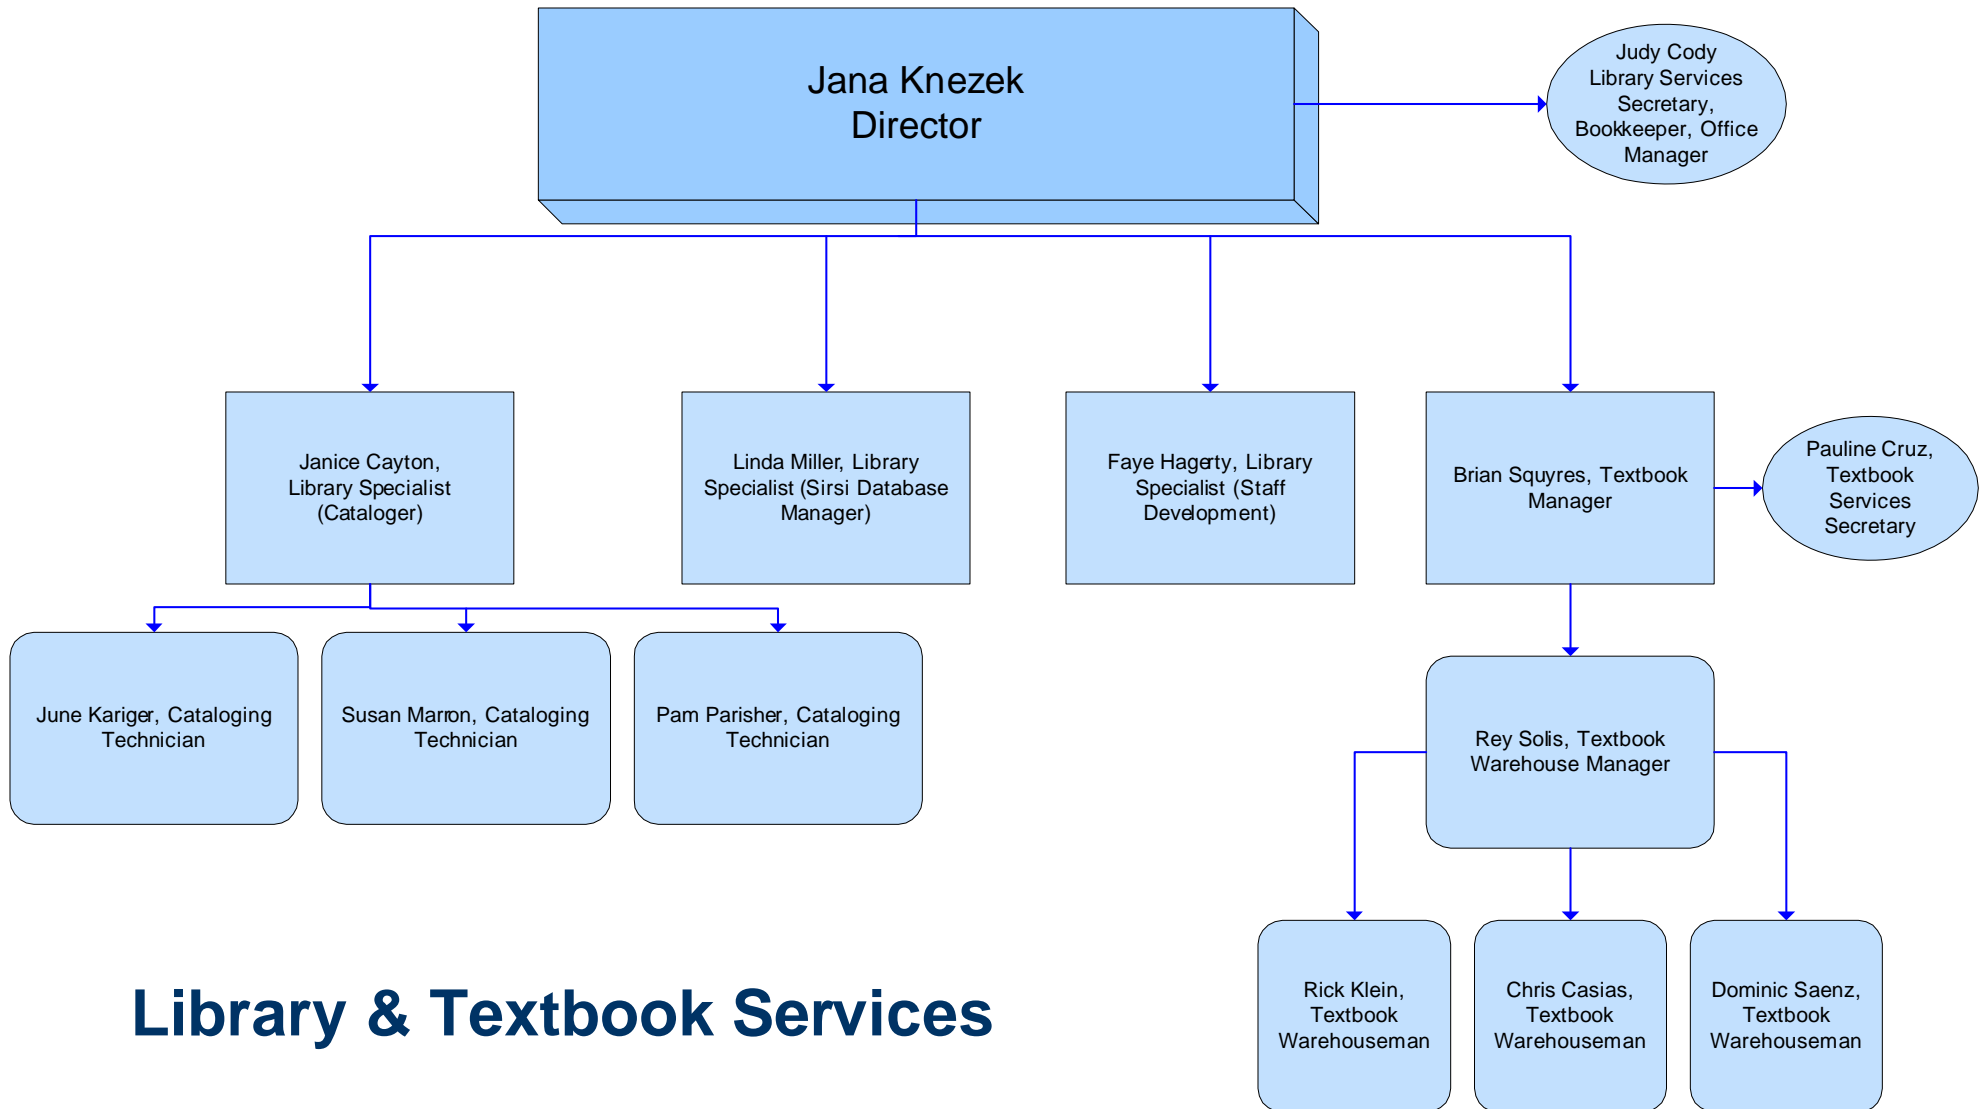 Jana Knezek
Director
Judy Cody
Library Services
Secretary,
Bookkeeper, Office
Manager
Janice Cayton,
Library Specialist
(Cataloger)
Linda Miller, Library
Specialist (Sirsi Database
Manager)
Faye Hagerty, Library
Specialist (Staff
Development)
Brian Squyres, Textbook
Manager
Pauline Cruz,
Textbook
Services
Secretary
June Kariger, Cataloging
Technician
Susan Marron, Cataloging
Technician
Pam Parisher, Cataloging
Technician
Rey Solis, Textbook
Warehouse Manager
Rick Klein,
Textbook
Warehouseman
Chris Casias,
Textbook
Warehouseman
Dominic Saenz,
Textbook
Warehouseman
Library & Textbook Services